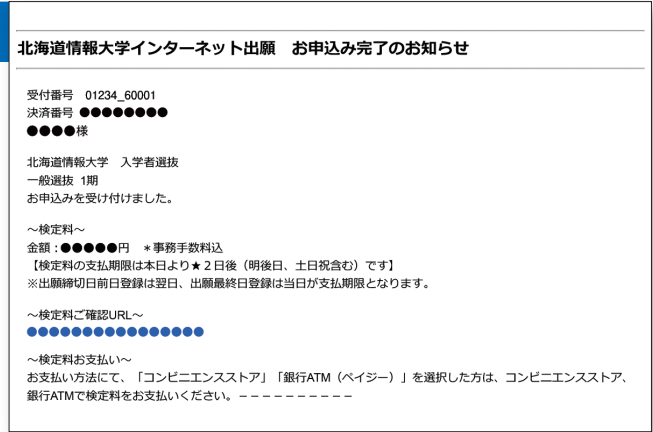 北海道情報大学インターネット出願　お申込み完了のお知らせ
受付番号　01234_60001
決済番号 ●●●●●●●●
●●●●様
北海道情報大学　入学者選抜
一般選抜 1期
お申込みを受け付けました。
～検定料～
金額：●●●●●円　＊事務手数料込
【検定料の支払期限は本日より★２日後（明後日、土日祝含む）です】
※出願締切日前日登録は翌日、出願最終日登録は当日が支払期限となります。
～検定料ご確認URL～
●●●●●●●●●●●●●●●●
～検定料お支払い～
お支払い方法にて、「コンビニエンスストア」「銀行ATM（ペイジー）」を選択した方は、コンビニエンスストア、
銀行ATMで検定料をお支払いください。－－－－－－－－－－